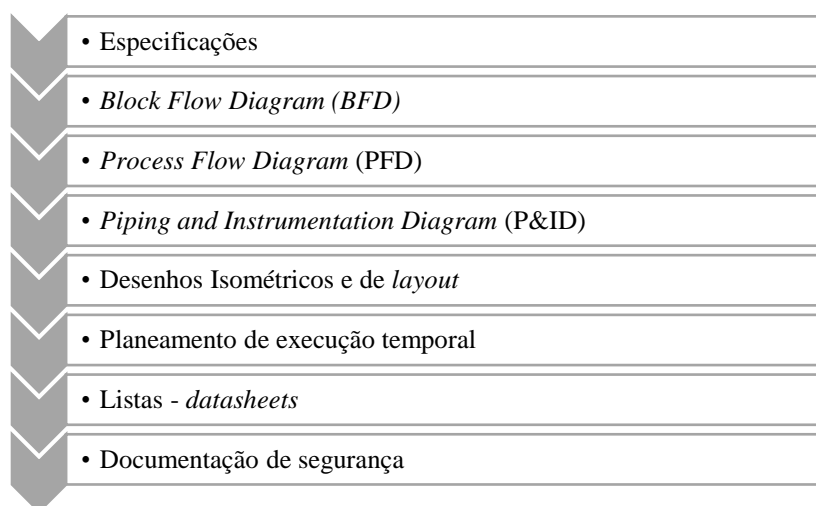 • Especificações
• Block Flow Diagram (BFD)
• Process Flow Diagram (PFD)
• Piping and Instrumentation Diagram (P&ID)
• Desenhos Isométricos e de layout
• Planeamento de execução temporal
• Listas - datasheets
• Documentação de segurança